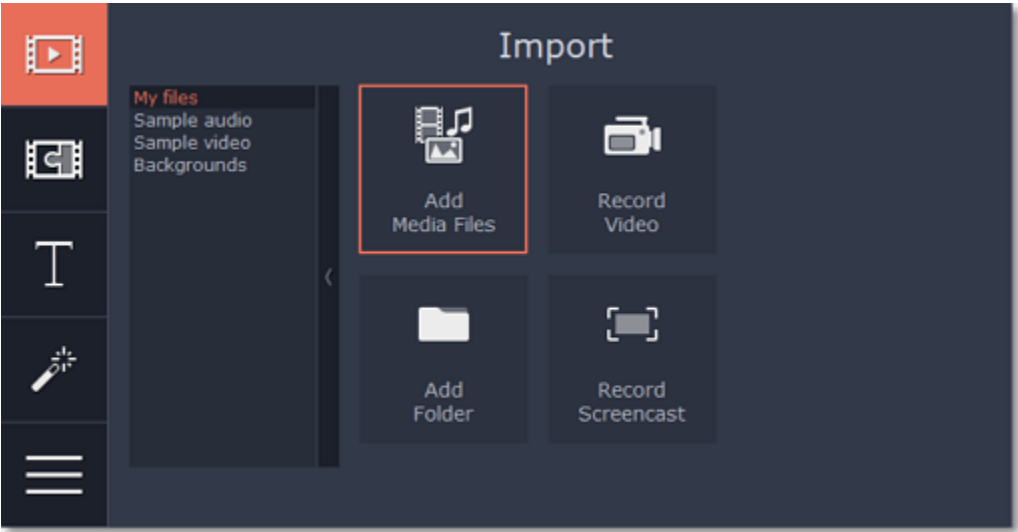 Import
My files
Sample audio
Sample video
Backgrounds
Add
Media Files
Record
Video
Add
Folder
Record
Screencast